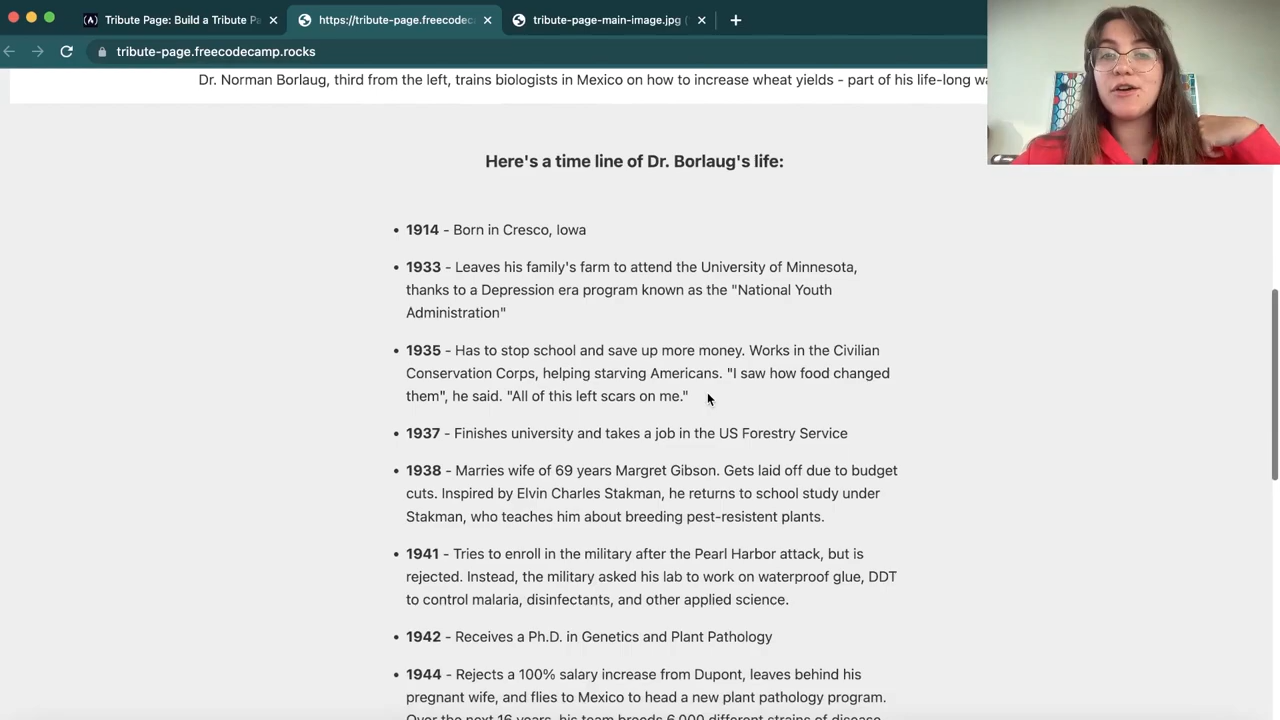 Tribute Page: Build a Tribute Pa
https://tribute-page.freecodec
tribute-page-main-image.jpg (
tribute-page.freecodecamp.rocks
Dr. Norman Borlaug, third from the left, trains biologists in Mexico on how to increase wheat yields - part of his life-long wa
Here's a time line of Dr. Borlaug's life:
• 1914 - Born in Cresco, Iowa
• 1933 - Leaves his family's farm to attend the University of Minnesota,
thanks to a Depression era program known as the "National Youth
Administration"
• 1935 - Has to stop school and save up more money. Works in the Civilian
Conservation Corps, helping starving Americans. "I saw how food changed
them", he said. "All of this left scars on me."
• 1937 - Finishes university and takes a job in the US Forestry Service
• 1938 - Marries wife of 69 years Margret Gibson. Gets laid off due to budget
cuts. Inspired by Elvin Charles Stakman, he returns to school study under
Stakman, who teaches him about breeding pest-resistent plants.
• 1941 - Tries to enroll in the military after the Pearl Harbor attack, but is
rejected. Instead, the military asked his lab to work on waterproof glue, DDT
to control malaria, disinfectants, and other applied science.
• 1942 - Receives a Ph.D. in Genetics and Plant Pathology
• 1944 - Rejects a 100% salary increase from Dupont, leaves behind his
pregnant wife, and flies to Mexico to head a new plant pathology program.
Over the next 16 years, his team breeds 6,000 different strains of disease